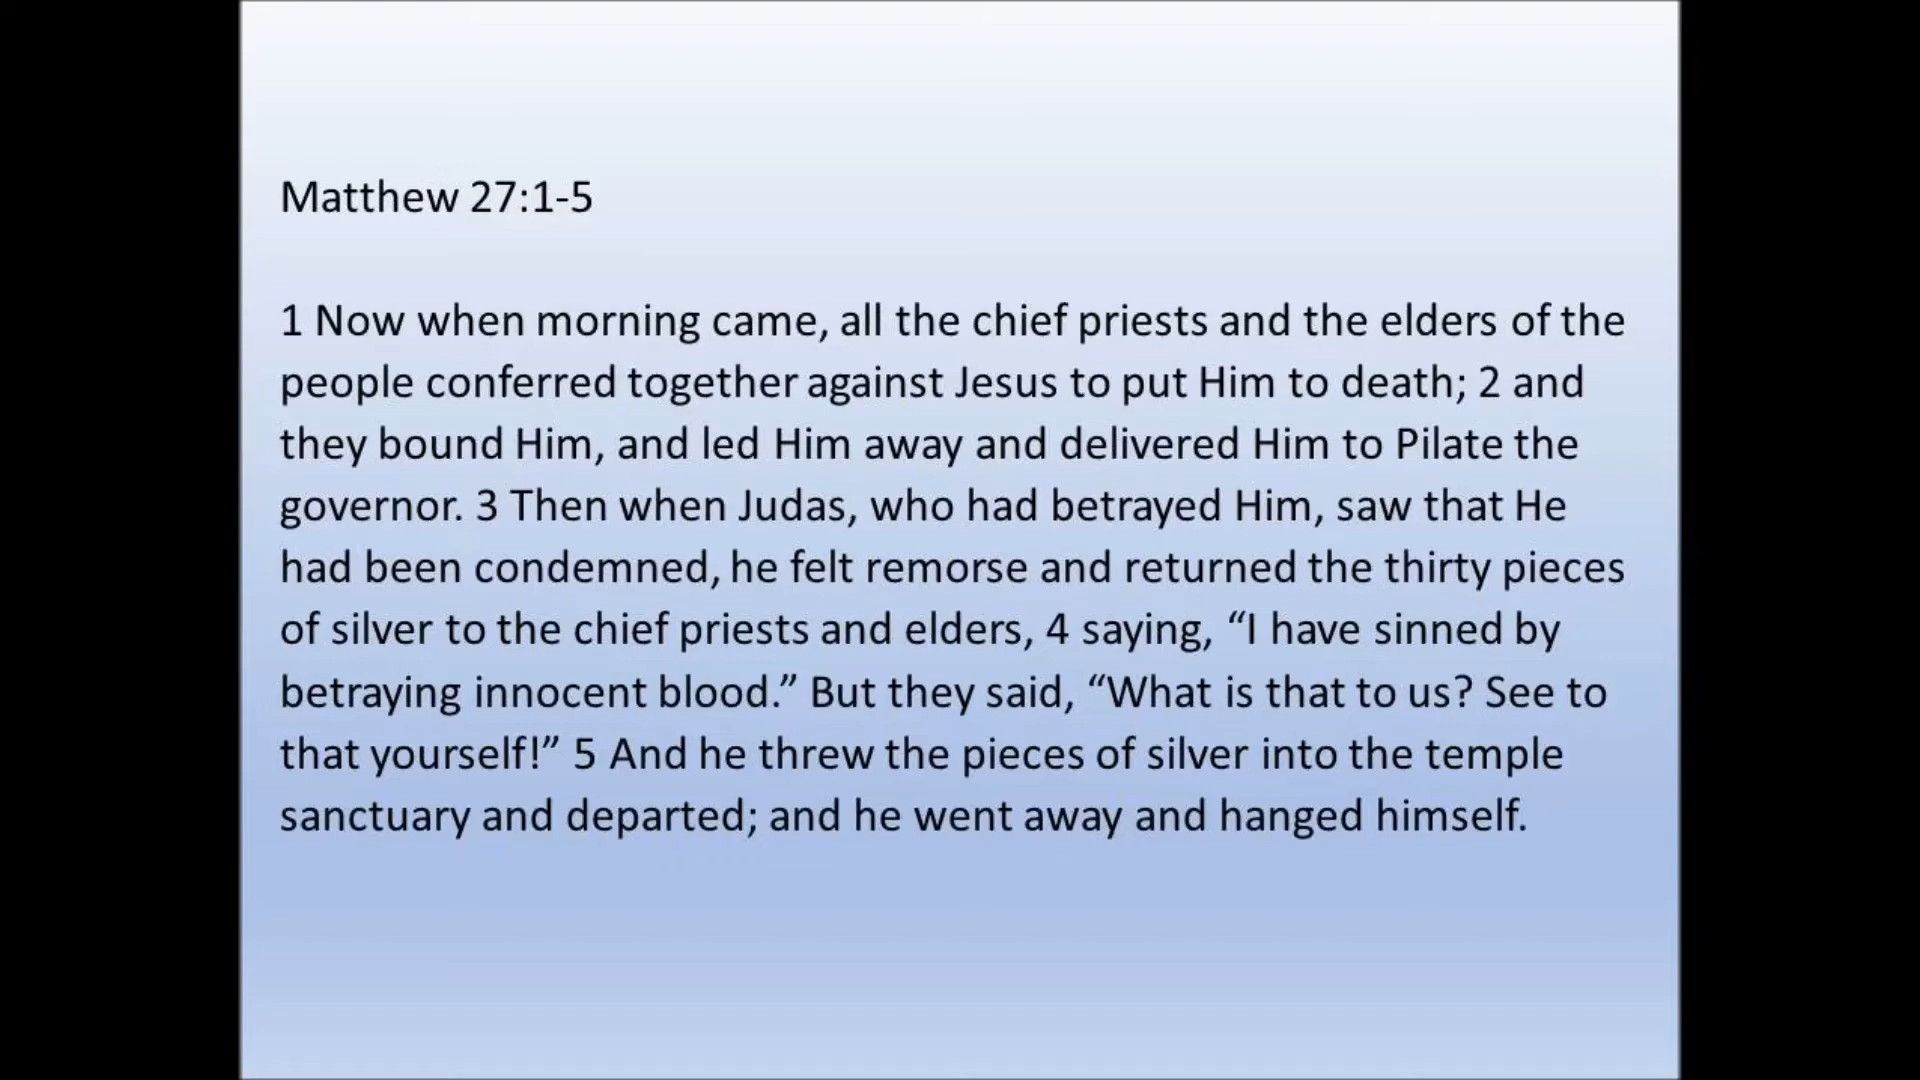 Matthew 27:1-5
1 Now when morning came, all the chief priests and the elders of the
people conferred together against Jesus to put Him to death; 2 and
they bound Him, and led Him away and delivered Him to Pilate the
governor. 3 Then when Judas, who had betrayed Him, saw that He
had been condemned, he felt remorse and returned the thirty pieces
of silver to the chief priests and elders, 4 saying, “I have sinned by
betraying innocent blood.” But they said, “What is that to us? See to
that yourself!” 5 And he threw the pieces of silver into the temple
sanctuary and departed; and he went away and hanged himself.